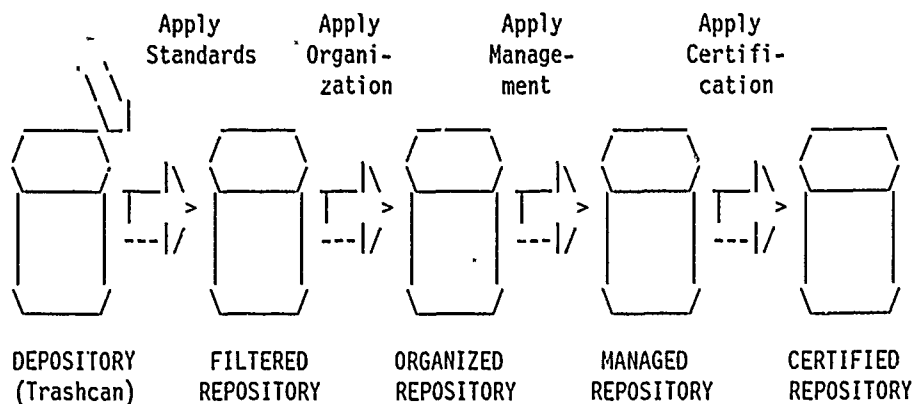 Apply Apply Apply Apply
Standards Organi- Manage- Certifi-
zation ment cation
DEPOSITORY FILTERED ORGANIZED MANAGED CERTIFIED
(Trashcan) REPOSITORY REPOSITORY REPOSITORY REPOSITORY